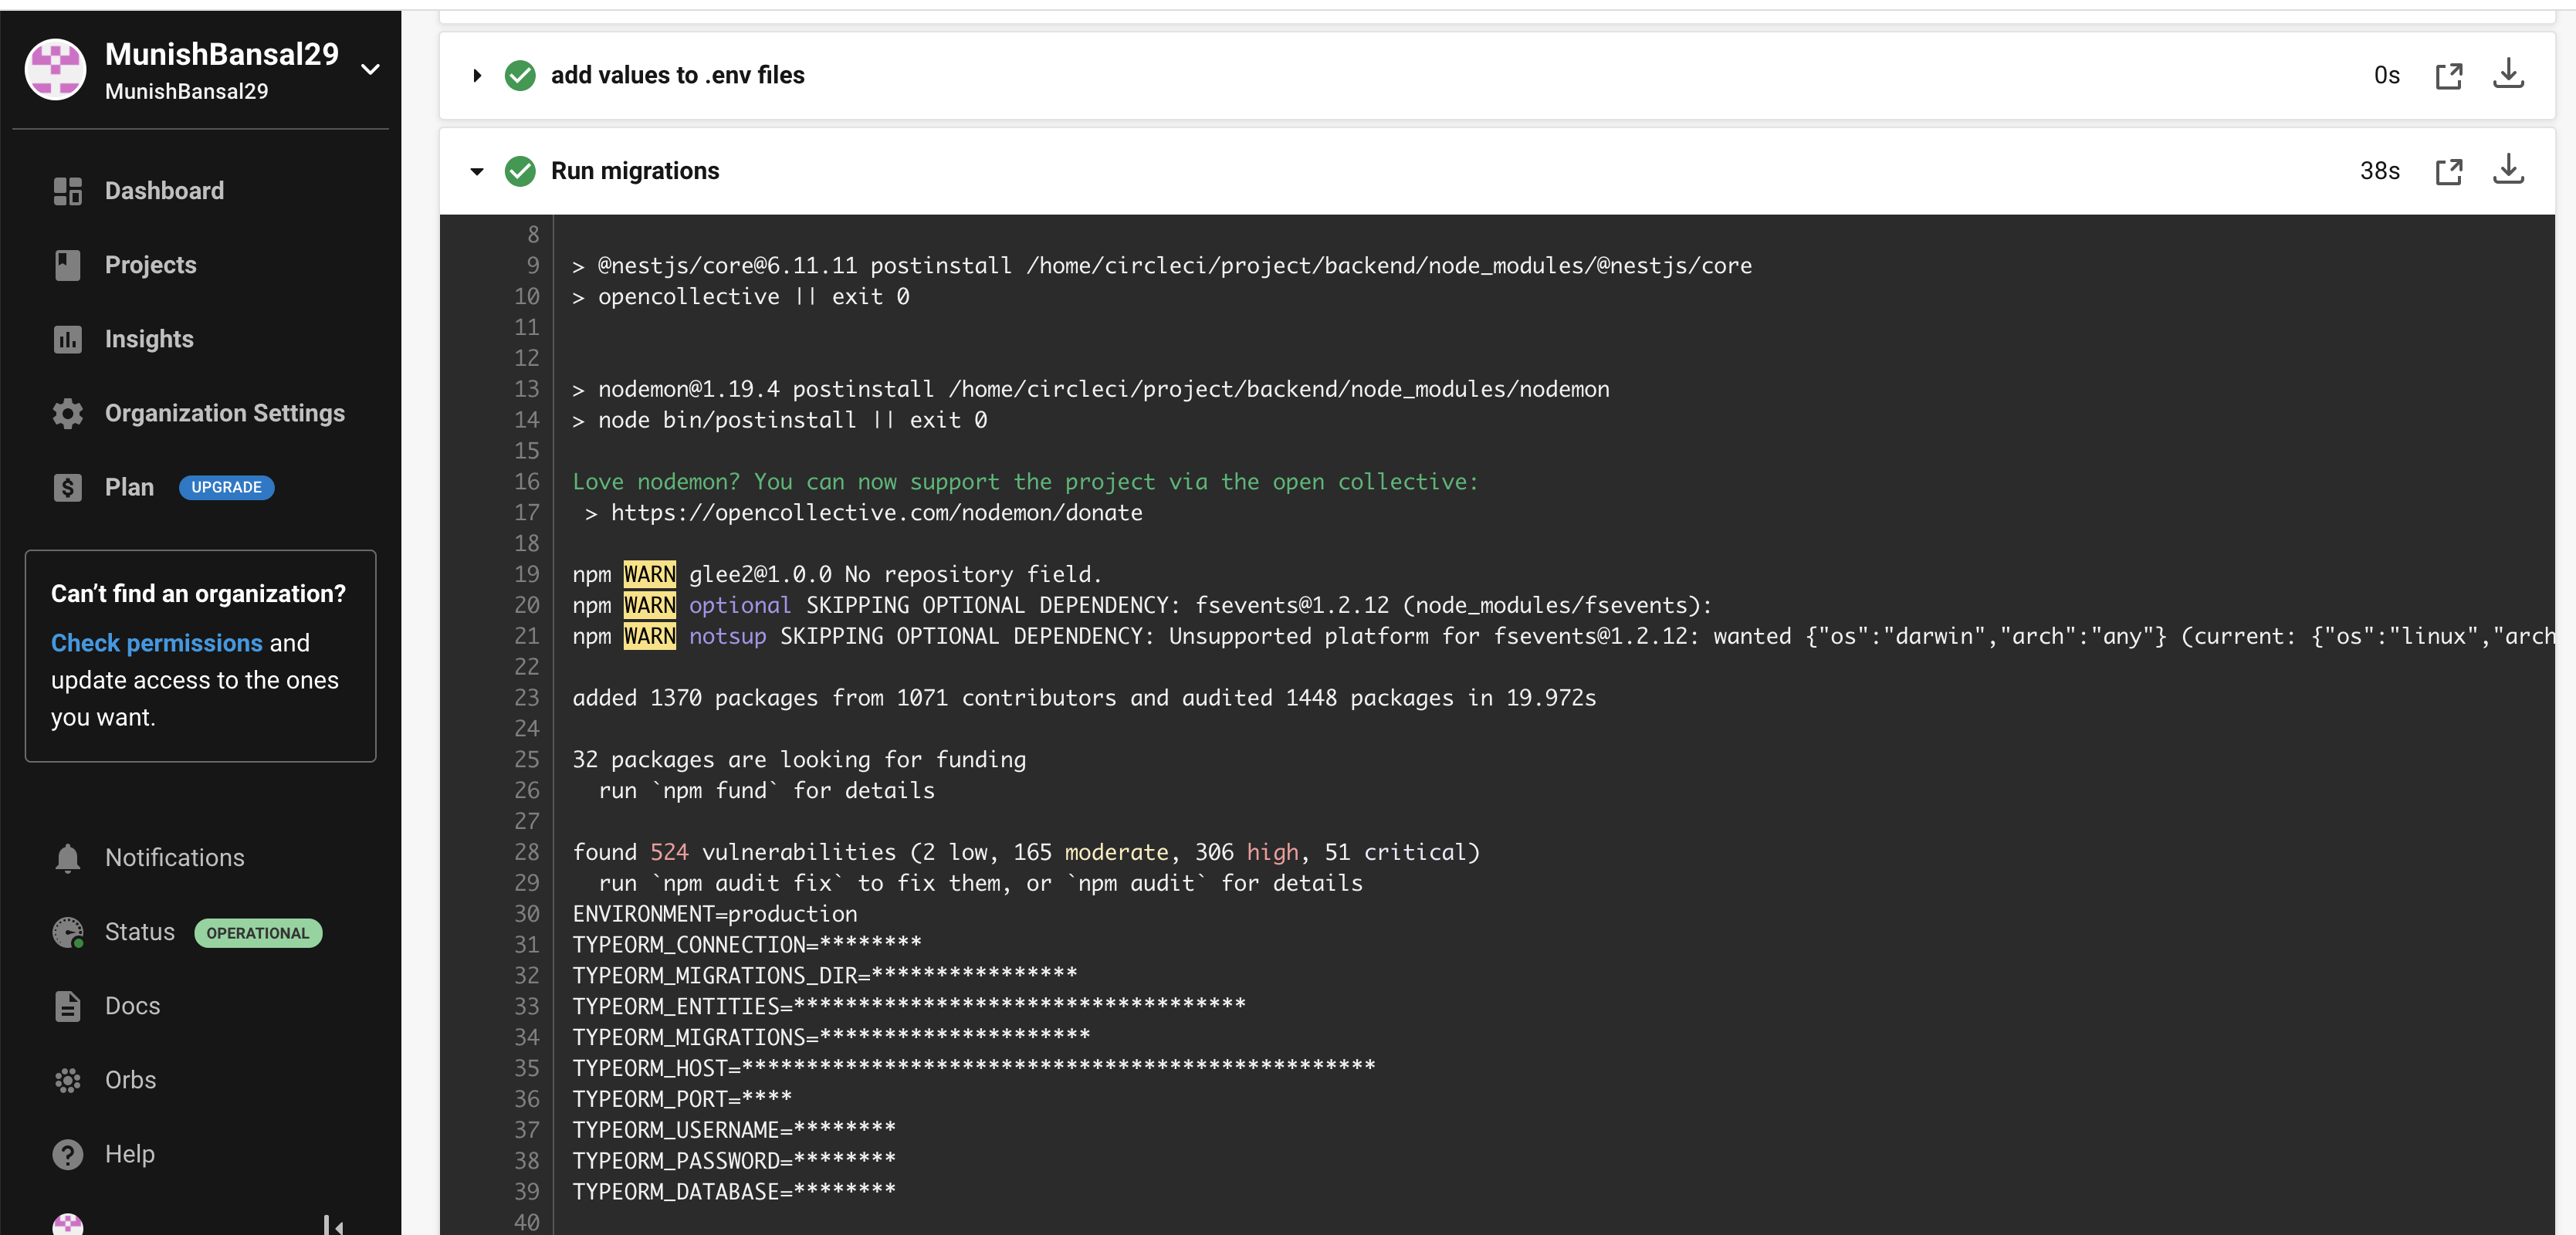 MunishBansal29
MunishBansal29
Dashboard
Projects
Insights
Organization Settings
Plan UPGRADE
Can’t find an organization?
Check permissions and
update access to the ones
you want.
Notifications
Status OPERATIONAL
Docs
Orbs
Help
add values to .env files 0s
Run migrations 38s
8
9 > @nestjs/core@6.11.11 postinstall /home/circleci/project/backend/node_modules/@nestjs/core
10 > opencollective || exit 0
11
12
13 > nodemon@1.19.4 postinstall /home/circleci/project/backend/node_modules/nodemon
14 > node bin/postinstall || exit 0
15
16 Love nodemon? You can now support the project via the open collective:
17 > https://opencollective.com/nodemon/donate
18
19 npm WARN glee2@1.0.0 No repository field.
20 npm WARN optional SKIPPING OPTIONAL DEPENDENCY: fsevents@1.2.12 (node_modules/fsevents):
21 npm WARN notsup SKIPPING OPTIONAL DEPENDENCY: Unsupported platform for fsevents@1.2.12: wanted {"os":"darwin","arch":"any"} (current: {"os":"linux","arch
22
23 added 1370 packages from 1071 contributors and audited 1448 packages in 19.972s
24
25 32 packages are looking for funding
26 run `npm fund` for details
27
28 found 524 vulnerabilities (2 low, 165 moderate, 306 high, 51 critical)
29 run `npm audit fix` to fix them, or `npm audit` for details
30 ENVIRONMENT=production
31 TYPEORM_CONNECTION=********
32 TYPEORM_MIGRATIONS_DIR=****************
33 TYPEORM_ENTITIES=***********************************
34 TYPEORM_MIGRATIONS=*********************
35 TYPEORM_HOST=*************************************************
36 TYPEORM_PORT=****
37 TYPEORM_USERNAME=********
38 TYPEORM_PASSWORD=********
39 TYPEORM_DATABASE=********
40